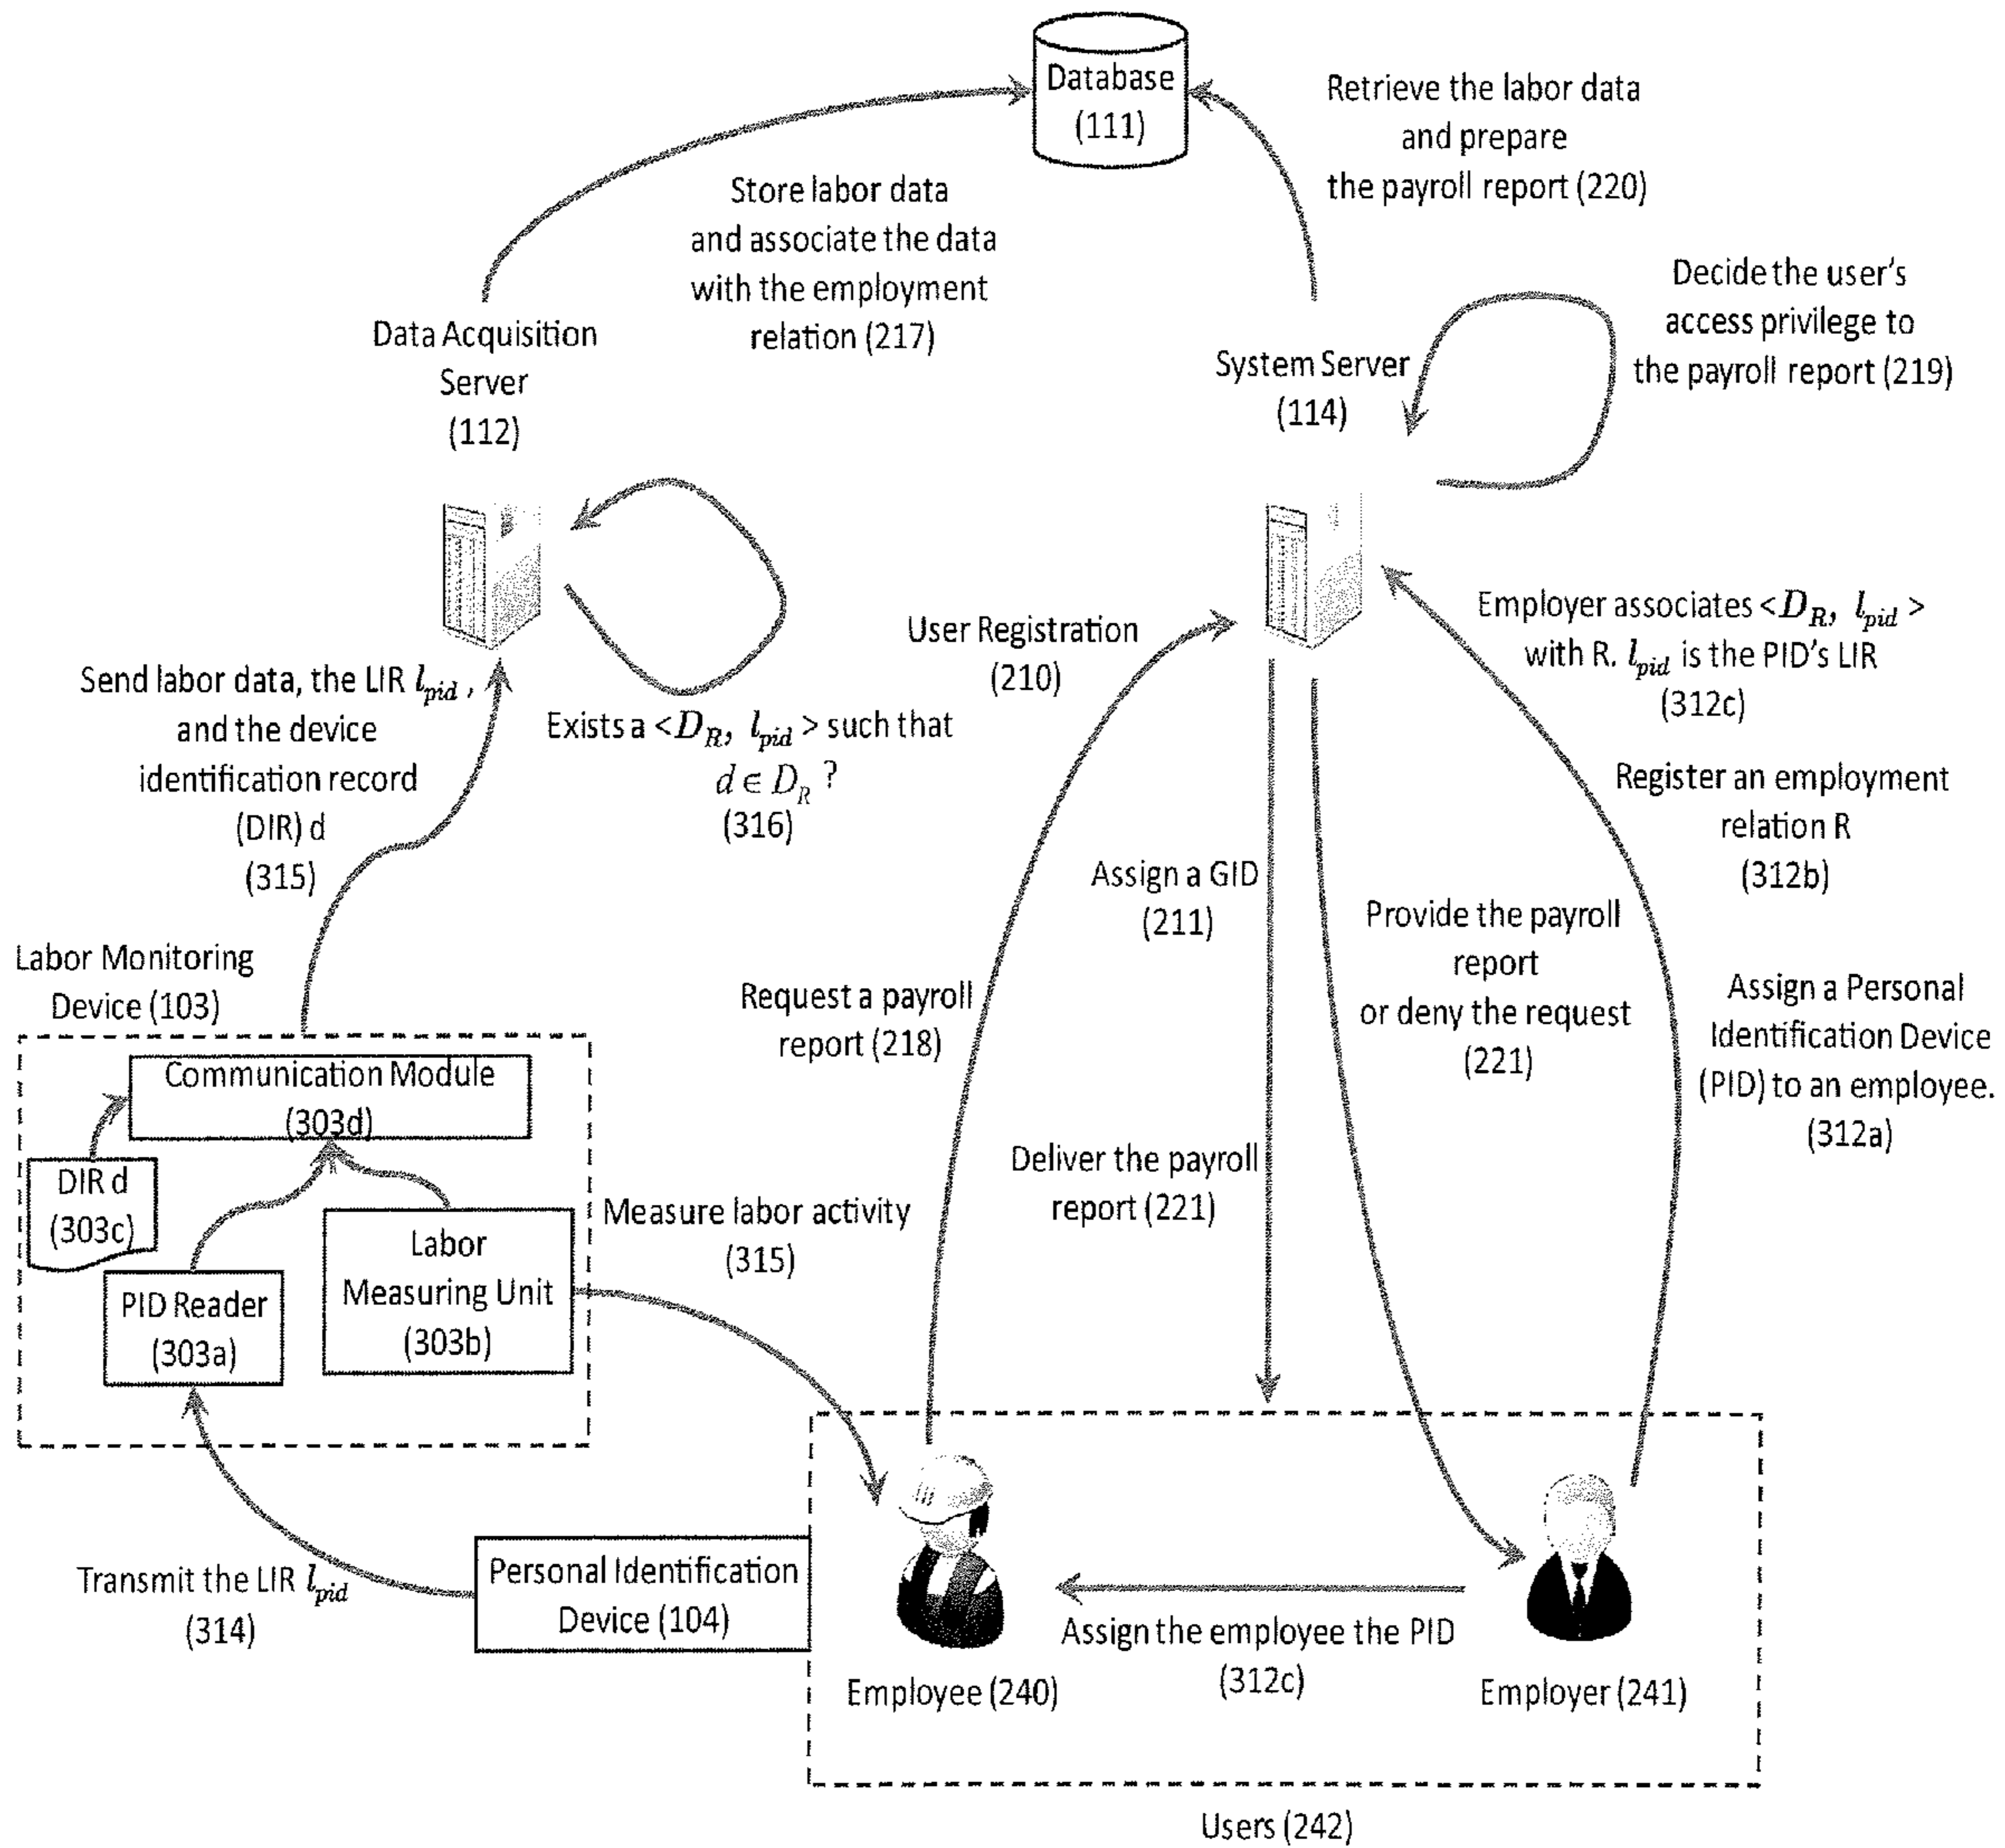 Database
(111)
Retrieve the labor data
and prepare
the payroll report (220)
Store labor data
and associate the data
with the employment
relation (217)
Decide the user's
access privilege to
the payroll report (219)
Data Acquisition
Server
(112)
System Server
(114)
User Registration
(210)
Employer associates <D_R, l_pid>
with R. l_pid is the PID's LIR
(312c)
Send labor data, the LIR l_pid,
and the device
identification record
(DIR) d
(315)
Exists a <D_R, l_pid> such that
d ∈ D_R ?
(316)
Register an employment
relation R
(312b)
Assign a GID
(211)
Provide the payroll
report
or deny the request
(221)
Labor Monitoring
Device (103)
Request a payroll
report (218)
Assign a Personal
Identification Device
(PID) to an employee.
(312a)
Communication Module
(303d)
DIR d
(303c)
PID Reader
(303a)
Labor
Measuring Unit
(303b)
Measure labor activity
(315)
Deliver the payroll
report (221)
Transmit the LIR l_pid
(314)
Personal Identification
Device (104)
Assign the employee the PID
(312c)
Employee (240)
Employer (241)
Users (242)